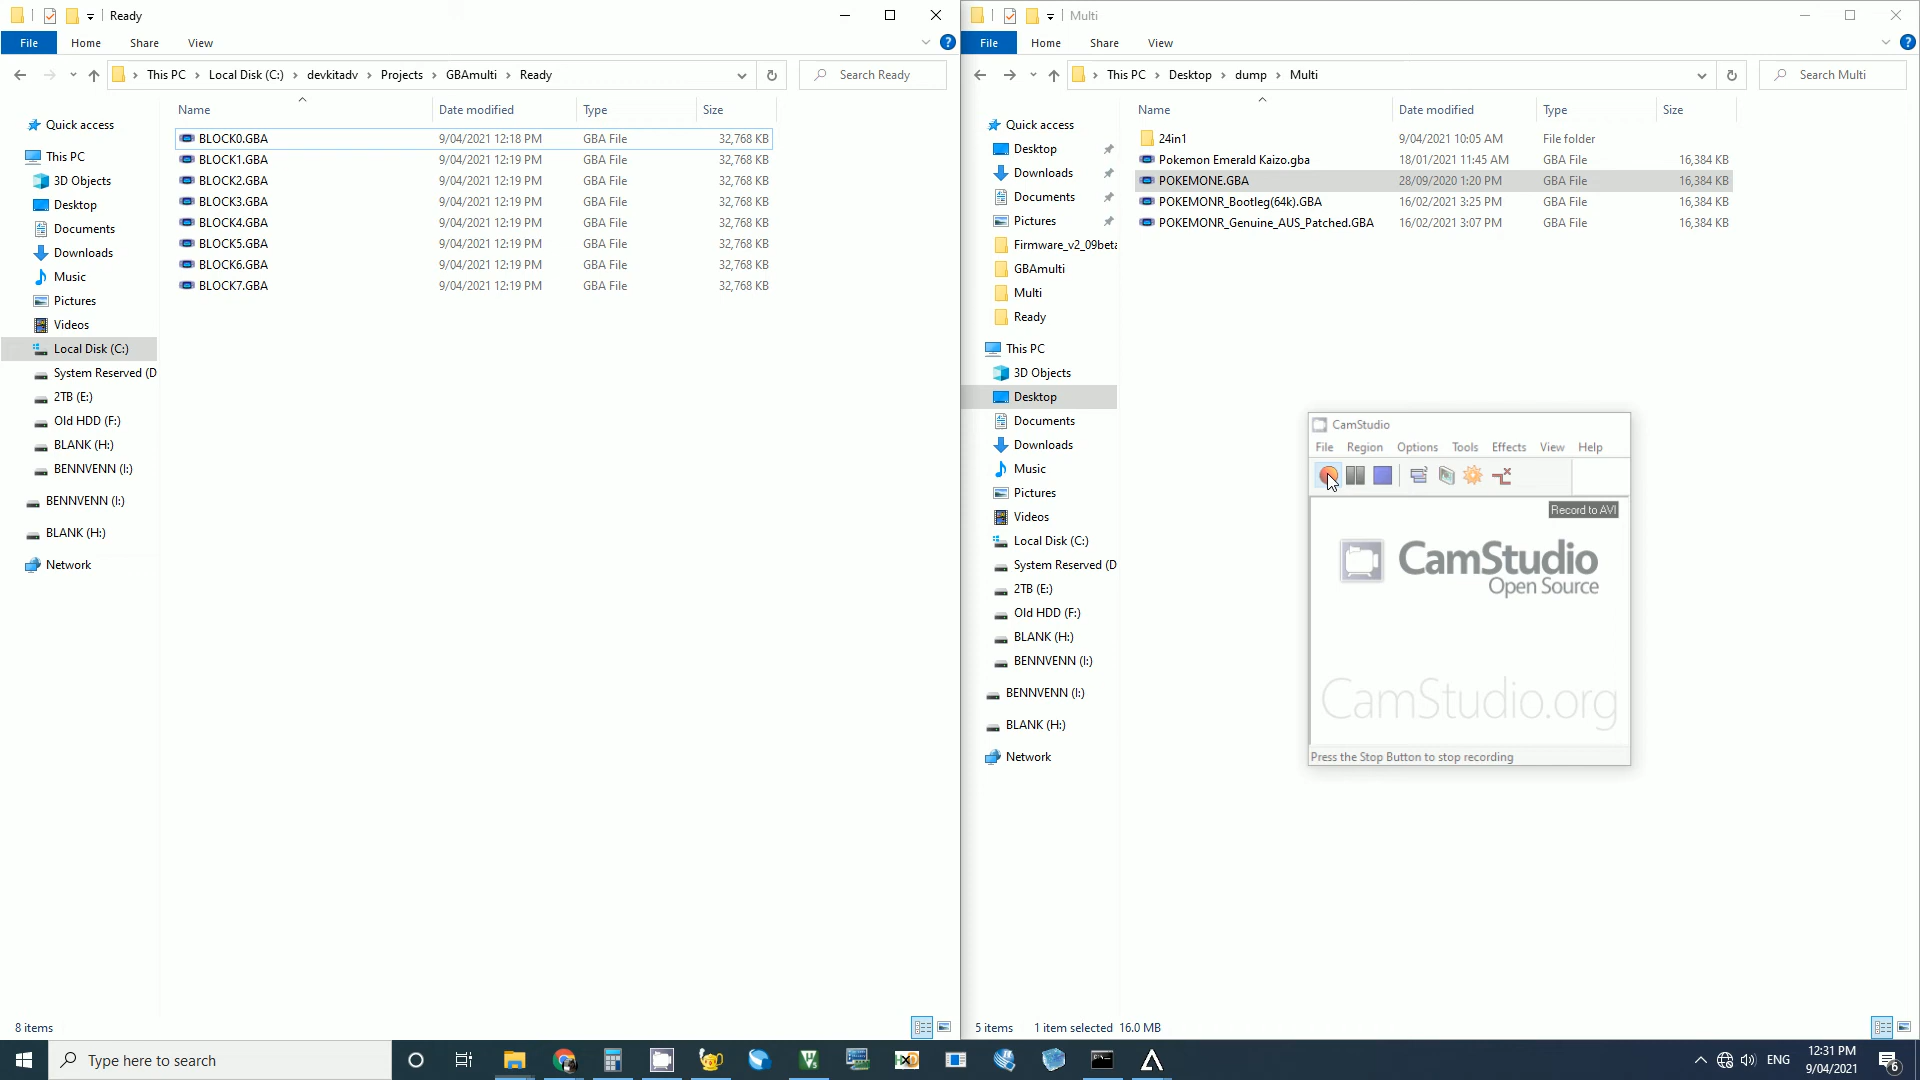 Ready
File Home Share View
This PC Local Disk (C:) devkitadv Projects GBAmulti Ready
Search Ready
Name Date modified Type Size
BLOCK0.GBA 9/04/2021 12:18 PM GBA File 32,768 KB
BLOCK1.GBA 9/04/2021 12:19 PM GBA File 32,768 KB
BLOCK2.GBA 9/04/2021 12:19 PM GBA File 32,768 KB
BLOCK3.GBA 9/04/2021 12:19 PM GBA File 32,768 KB
BLOCK4.GBA 9/04/2021 12:19 PM GBA File 32,768 KB
BLOCK5.GBA 9/04/2021 12:19 PM GBA File 32,768 KB
BLOCK6.GBA 9/04/2021 12:19 PM GBA File 32,768 KB
BLOCK7.GBA 9/04/2021 12:19 PM GBA File 32,768 KB
Quick access
This PC
3D Objects
Desktop
Documents
Downloads
Music
Pictures
Videos
Local Disk (C:)
System Reserved (D
2TB (E:)
Old HDD (F:)
BLANK (H:)
BENNVENN (I:)
BENNVENN (I:)
BLANK (H:)
Network
8 items
Multi
File Home Share View
This PC Desktop dump Multi
Search Multi
Name Date modified Type Size
24in1 9/04/2021 10:05 AM File folder
Pokemon Emerald Kaizo.gba 18/01/2021 11:45 AM GBA File 16,384 KB
POKEMONE.GBA 28/09/2020 1:20 PM GBA File 16,384 KB
POKEMONR_Bootleg(64k).GBA 16/02/2021 3:25 PM GBA File 16,384 KB
POKEMONR_Genuine_AUS_Patched.GBA 16/02/2021 3:07 PM GBA File 16,384 KB
Quick access
Desktop
Downloads
Documents
Pictures
Firmware_v2_09beta
GBAmulti
Multi
Ready
This PC
3D Objects
Desktop
Documents
Downloads
Music
Pictures
Videos
Local Disk (C:)
System Reserved (D
2TB (E:)
Old HDD (F:)
BLANK (H:)
BENNVENN (I:)
BENNVENN (I:)
BLANK (H:)
Network
5 items 1 item selected 16.0 MB
CamStudio
File Region Options Tools Effects View Help
Record to AVI
CamStudio
Open Source
CamStudio.org
Press the Stop Button to stop recording
Type here to search
ENG
12:31 PM
9/04/2021
6